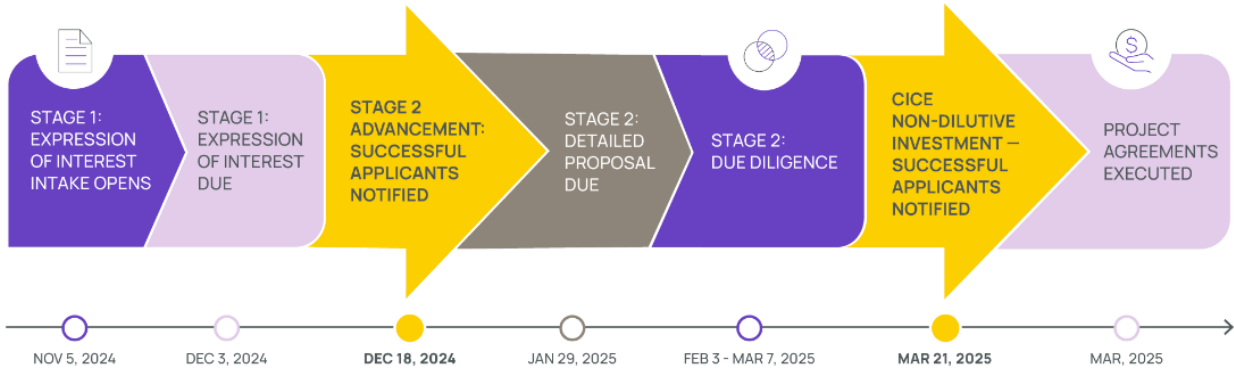 STAGE 1:
EXPRESSION
OF INTEREST
INTAKE OPENS
STAGE 1:
EXPRESSION
OF INTEREST
DUE
STAGE 2
ADVANCEMENT:
SUCCESSFUL
APPLICANTS
NOTIFIED
STAGE 2:
DETAILED
PROPOSAL
DUE
STAGE 2:
DUE DILIGENCE
CICE
NON-DILUTIVE
INVESTMENT –
SUCCESSFUL
APPLICANTS
NOTIFIED
$
PROJECT
AGREEMENTS
EXECUTED
NOV 5, 2024
DEC 3, 2024
DEC 18, 2024
JAN 29, 2025
FEB 3 - MAR 7, 2025
MAR 21, 2025
MAR, 2025